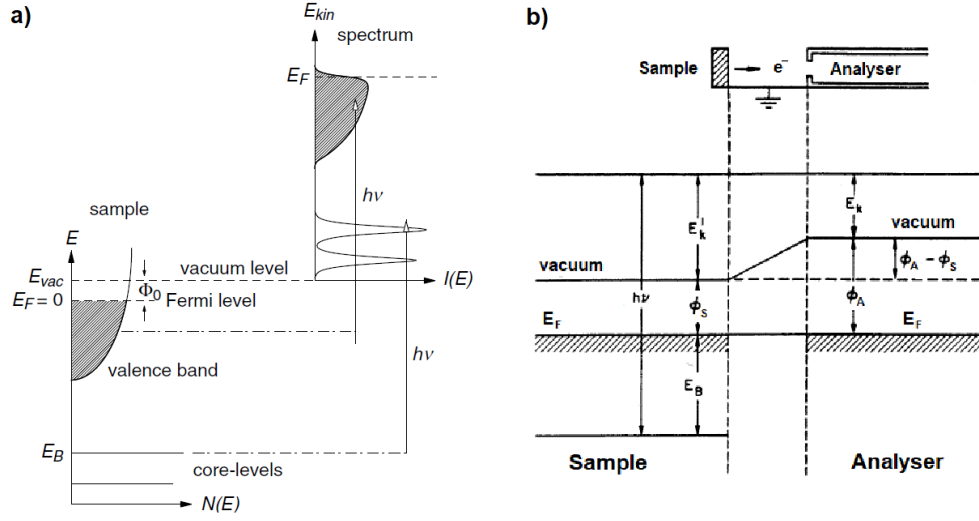 a)
E_kin
spectrum
E_F
hν
sample
E
E_vac
vacuum level
Φ_0
I(E)
E_F = 0
Fermi level
hν
valence band
E_B
core-levels
N(E)
b)
Sample
e⁻
Analyser
E_k
E_k^l
vacuum
vacuum
ϕ_A – ϕ_S
hν
ϕ_S
ϕ_A
E_F
E_F
E_B
Sample
Analyser